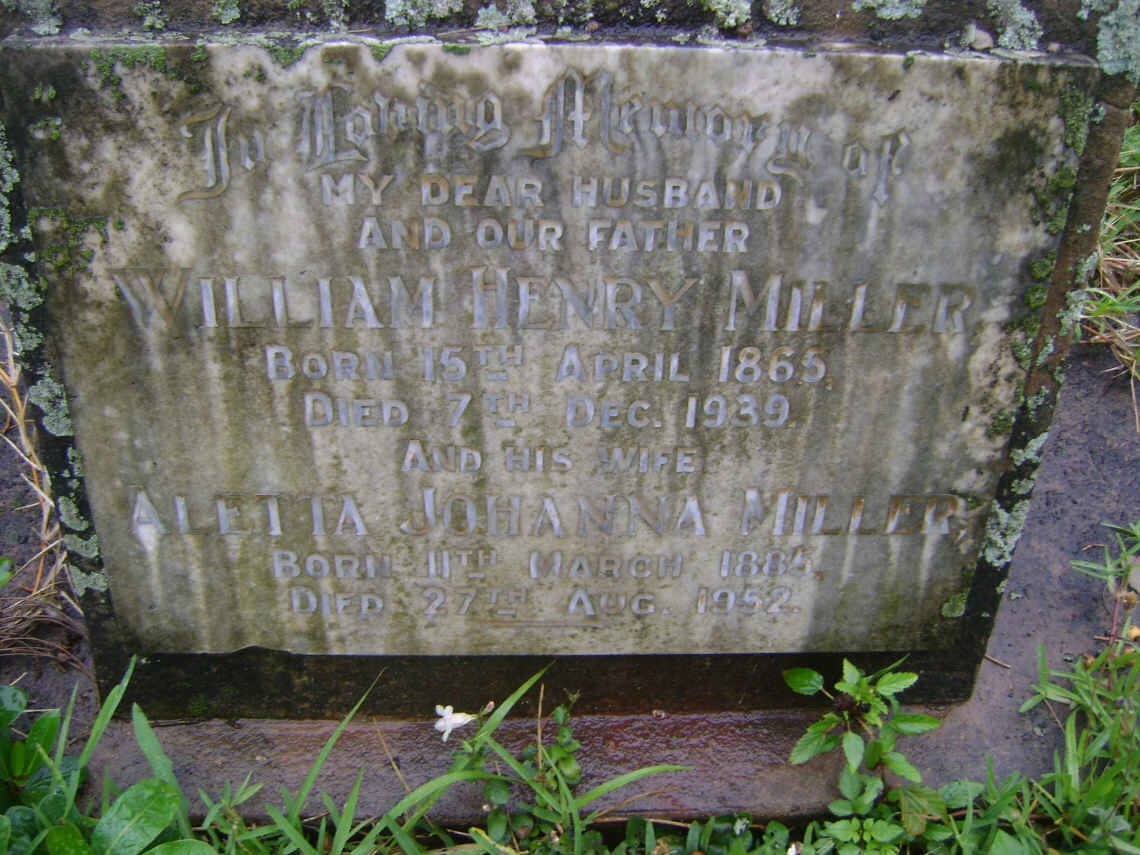 In Loving Memory of
MY DEAR HUSBAND
AND OUR FATHER
WILLIAM HENRY MILLER
BORN 15TH APRIL 1865,
DIED 7TH DEC. 1939.
AND HIS WIFE
ALETTA JOHANNA MILLER,
BORN 11TH MARCH 1884,
DIED 27TH AUG. 1952.